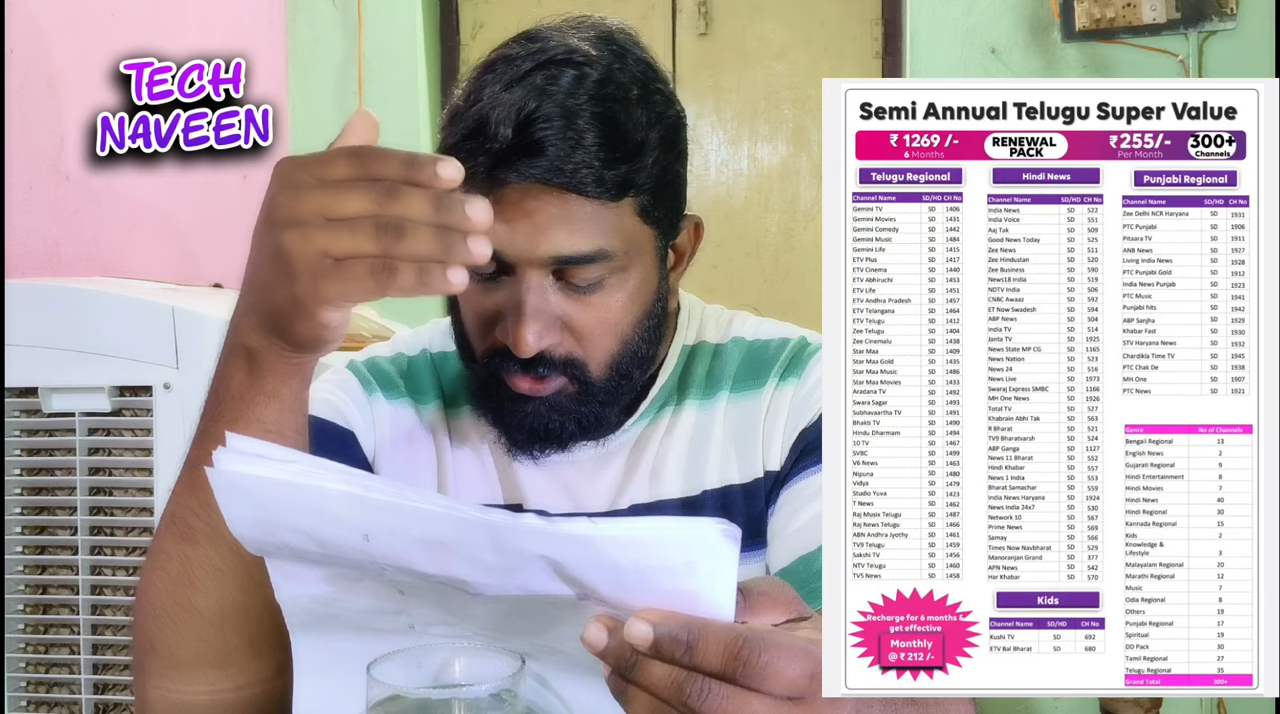 TECH
NAVEEN
Semi Annual Telugu Super Value
₹ 1269 /-
6 Months
RENEWAL
PACK
₹255/-
Per Month
300+
Channels
Telugu Regional
Channel Name SD/HD CH No
Gemini TV SD 1406
Gemini Movies SD 1431
Gemini Comedy SD 1442
Gemini Music SD 1484
Gemini Life SD 1415
ETV Plus SD 1417
ETV Cinema SD 1440
ETV Abhiruchi SD 1453
ETV Life SD 1451
ETV Andhra Pradesh SD 1457
ETV Telangana SD 1464
ETV Telugu SD 1412
Zee Telugu SD 1404
Zee Cinemalu SD 1438
Star Maa SD 1409
Star Maa Gold SD 1435
Star Maa Music SD 1486
Star Maa Movies SD 1433
Aradana TV SD 1492
Swara Sagar SD 1493
Subhavaartha TV SD 1491
Bhakti TV SD 1490
Hindu Dharmam SD 1494
10 TV SD 1467
SVBC SD 1499
V6 News SD 1463
Nipuna SD 1480
Vidya SD 1479
Studio Yuva SD 1423
T News SD 1462
Raj Musix Telugu SD 1487
Raj News Telugu SD 1466
ABN Andhra Jyothy SD 1461
TV9 Telugu SD 1459
Sakshi TV SD 1456
NTV Telugu SD 1460
TV5 News SD 1458
Recharge for 6 months &
get effective
Monthly
@ ₹ 212 /-
Hindi News
Channel Name SD/HD CH No
India News SD 522
India Voice SD 551
Aaj Tak SD 509
Good News Today SD 525
Zee News SD 511
Zee Hindustan SD 520
Zee Business SD 590
News18 India SD 519
NDTV India SD 506
CNBC Awaaz SD 592
ET Now Swadesh SD 594
ABP News SD 504
India TV SD 514
Janta TV SD 1925
News State MP CG SD 1165
News Nation SD 523
News 24 SD 516
News Live SD 1973
Swaraj Express SMBC SD 1166
MH One News SD 1926
Total TV SD 527
Khabrain Abhi Tak SD 563
R Bharat SD 521
TV9 Bharatvarsh SD 524
ABP Ganga SD 1127
News 11 Bharat SD 552
Hindi Khabar SD 557
News 1 India SD 553
Bharat Samachar SD 559
India News Haryana SD 1924
News India 24x7 SD 530
Network 10 SD 567
Prime News SD 569
Samay SD 566
Times Now Navbharat SD 529
Manoranjan Grand SD 377
APN News SD 542
Har Khabar SD 570
Kids
Channel Name SD/HD CH No
Kushi TV SD 692
ETV Bal Bharat SD 680
Punjabi Regional
Channel Name SD/HD CH No
Zee Delhi NCR Haryana SD 1931
PTC Punjabi SD 1906
Pitaara TV SD 1911
ANB News SD 1927
Living India News SD 1928
PTC Punjabi Gold SD 1912
India News Punjab SD 1923
PTC Music SD 1941
Punjabi hits SD 1942
ABP Sanjha SD 1929
Khabar Fast SD 1930
STV Haryana News SD 1932
Chardikla Time TV SD 1945
PTC Chak De SD 1938
MH One SD 1907
PTC News SD 1921
Genre No of Channels
Bengali Regional 13
English News 2
Gujarati Regional 9
Hindi Entertainment 8
Hindi Movies 7
Hindi News 40
Hindi Regional 30
Kannada Regional 15
Kids 2
Knowledge &
Lifestyle 3
Malayalam Regional 20
Marathi Regional 12
Music 7
Odia Regional 8
Others 19
Punjabi Regional 17
Spiritual 19
DD Pack 30
Tamil Regional 27
Telugu Regional 35
Grand Total 300+